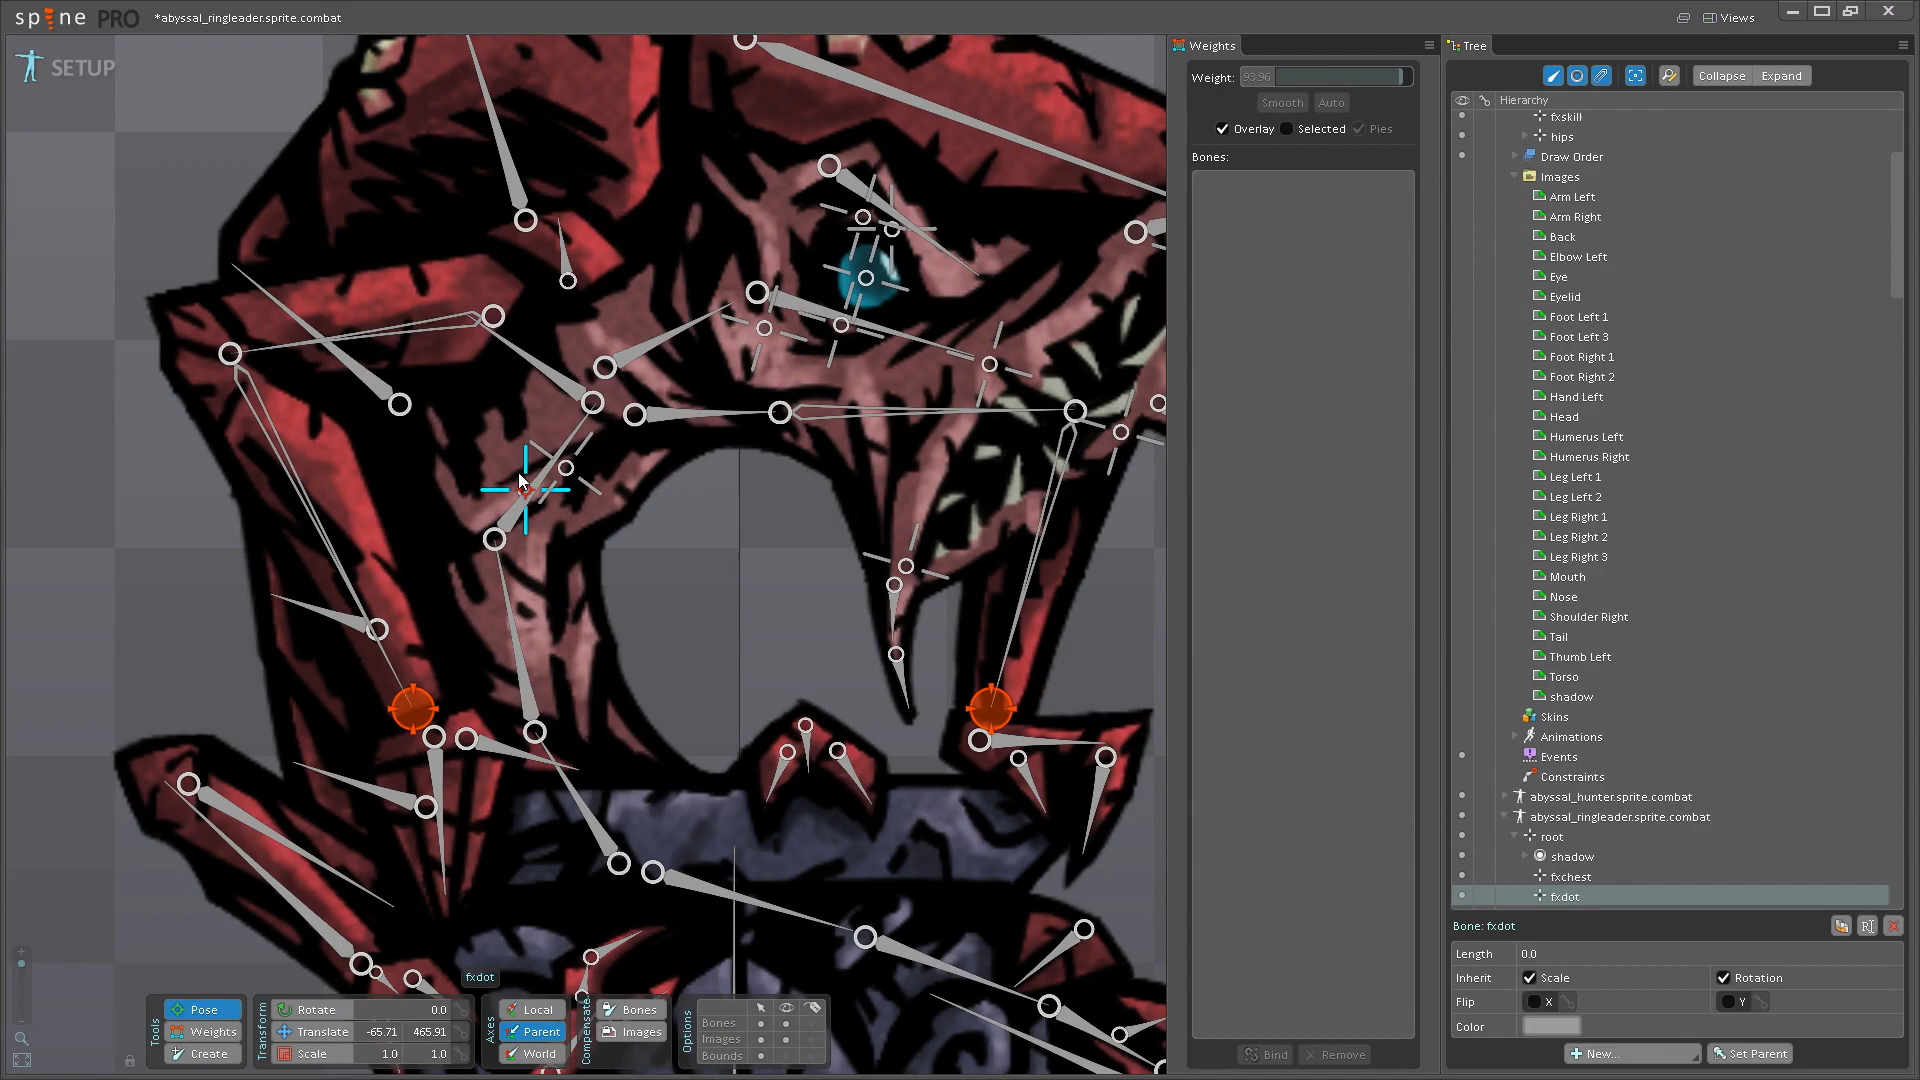 spine PRO
*abyssal_ringleader.sprite.combat
Views
SETUP
Weights
Weight: 93.96
Smooth Auto
Overlay Selected Pies
Bones:
Bind Remove
Tree
Collapse Expand
Hierarchy
fxskill
hips
Draw Order
Images
Arm Left
Arm Right
Back
Elbow Left
Eye
Eyelid
Foot Left 1
Foot Left 3
Foot Right 1
Foot Right 2
Hand Left
Head
Humerus Left
Humerus Right
Leg Left 1
Leg Left 2
Leg Right 1
Leg Right 2
Leg Right 3
Mouth
Nose
Shoulder Right
Tail
Thumb Left
Torso
shadow
Skins
Animations
Events
Constraints
abyssal_hunter.sprite.combat
abyssal_ringleader.sprite.combat
root
shadow
fxchest
fxdot
Bone: fxdot
Length 0.0
Inherit Scale Rotation
Flip X Y
Color
New... Set Parent
fxdot
Tools
Pose
Weights
Create
Transform
Rotate 0.0
Translate -65.71 465.91
Scale 1.0 1.0
Axes
Local
Parent
World
Compensate
Bones
Images
Options
Bones
Images
Bounds